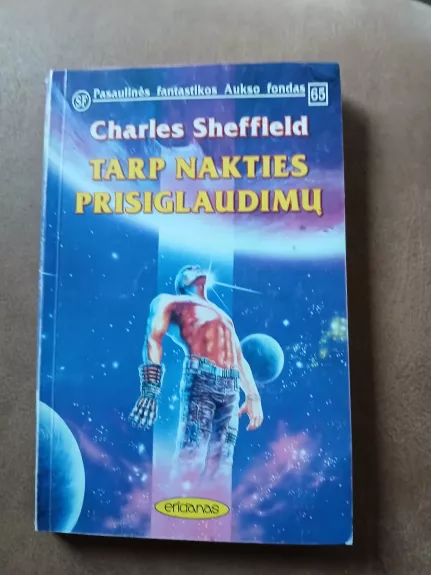 SF Pasaulinės fantastikos Aukso fondas 65
Charles Sheffield
TARP NAKTIES
PRISIGLAUDIMŲ
eridanas